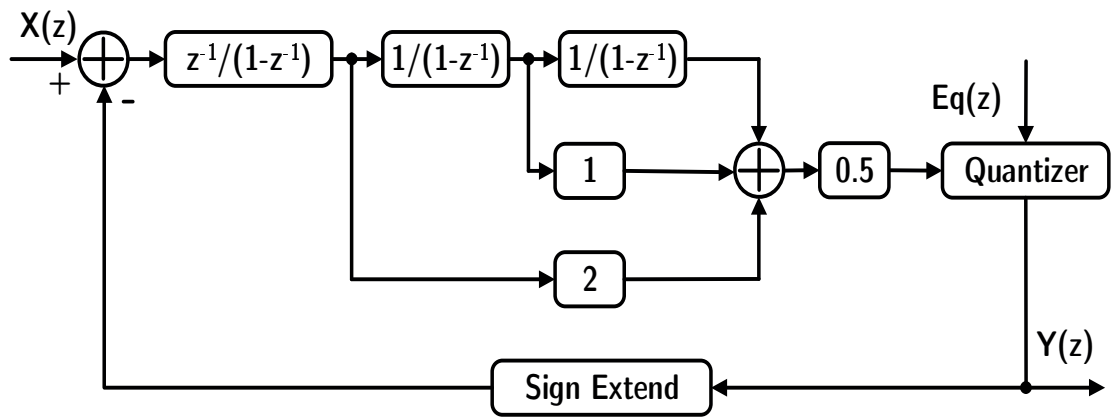 X(z)
+
-
z⁻¹/(1-z⁻¹)
1/(1-z⁻¹)
1/(1-z⁻¹)
Eq(z)
1
0.5
Quantizer
2
Y(z)
Sign Extend